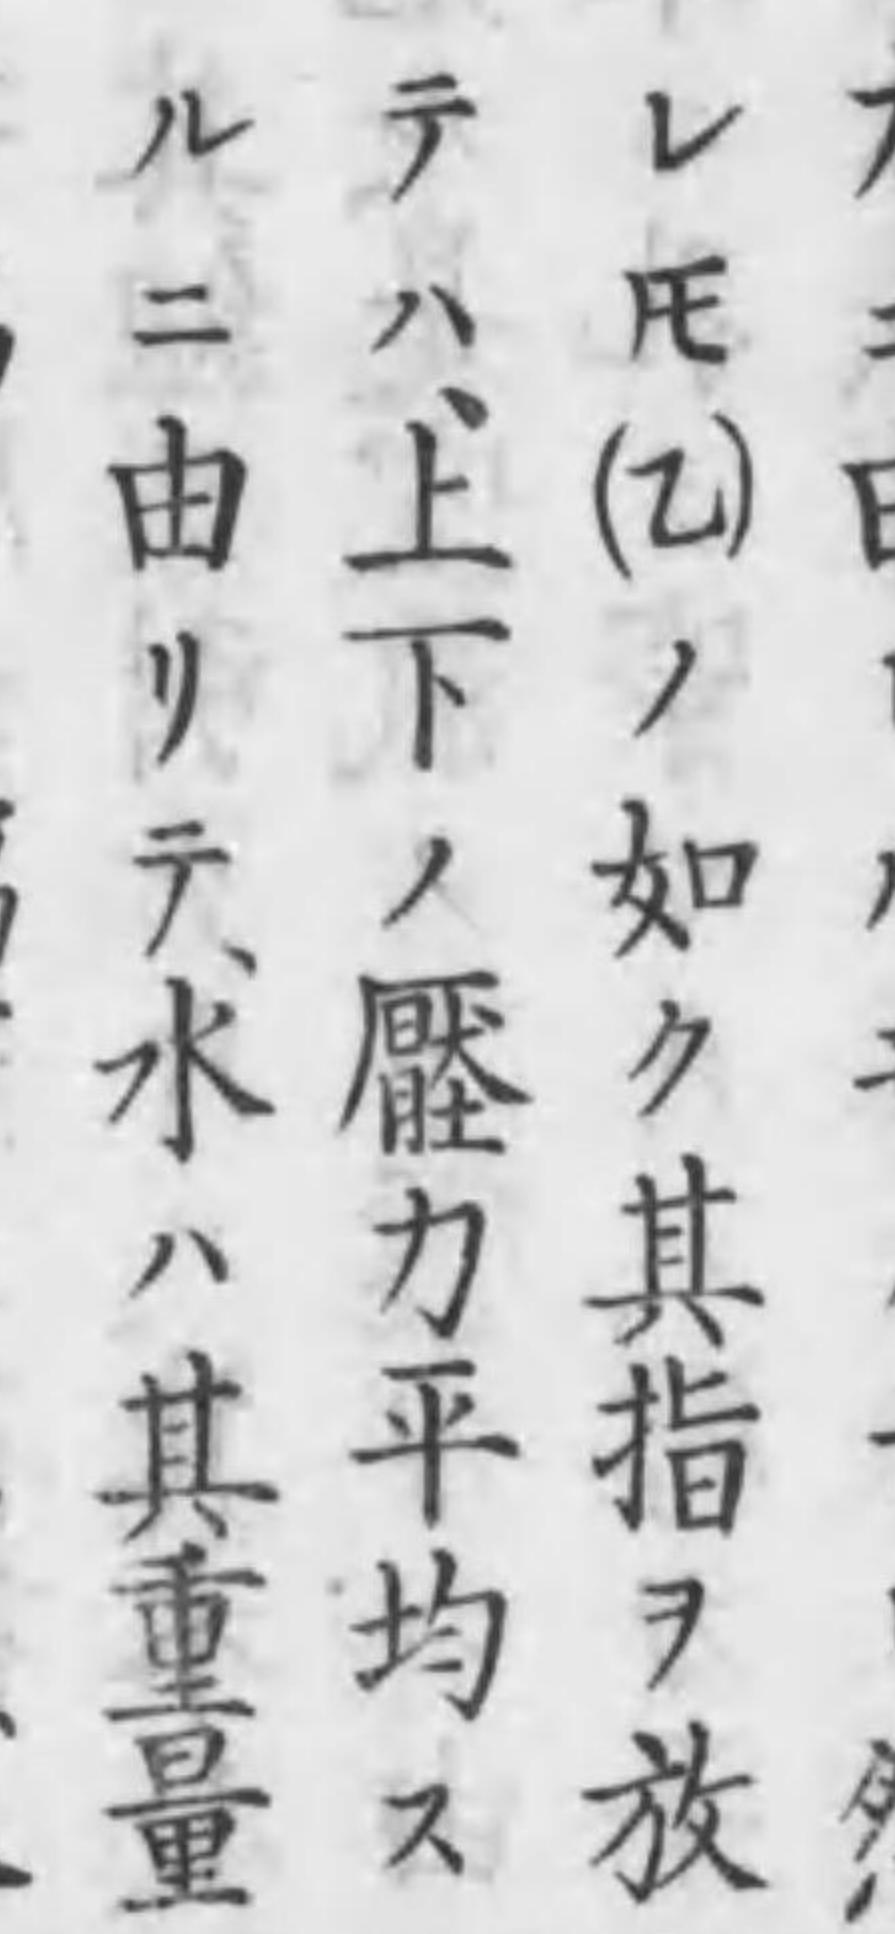 レ𪜈(乙)ノ如ク其指ヲ放
テハ、上下ノ壓力平均ス
ルニ由リテ、水ハ其重量